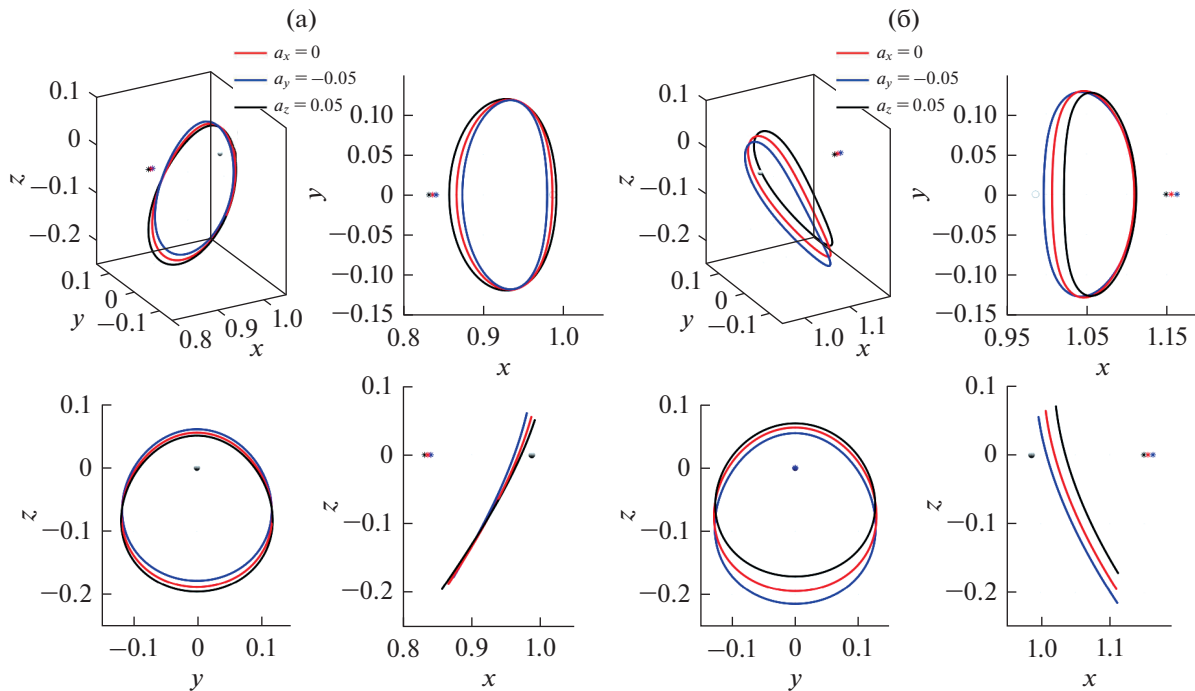 (а)
a_x = 0
a_y = −0.05
a_z = 0.05
0.1
0
−0.1
−0.2
z
0.1
0
−0.1
y
0.8
0.9
1.0
x
0.10
0.05
0
−0.05
−0.10
−0.15
y
0.8
0.9
1.0
x
0.1
0
−0.1
−0.2
z
−0.1
0
0.1
y
0.1
0
−0.1
−0.2
z
0.8
0.9
1.0
x
(б)
a_x = 0
a_y = −0.05
a_z = 0.05
0.1
0
−0.1
−0.2
z
0.1
0
−0.1
y
1.0
1.1
x
0.10
0.05
0
−0.05
−0.10
−0.15
y
0.95
1.05
1.15
x
0.1
0
−0.1
−0.2
z
−0.1
0
0.1
y
0.1
0
−0.1
−0.2
z
1.0
1.1
x